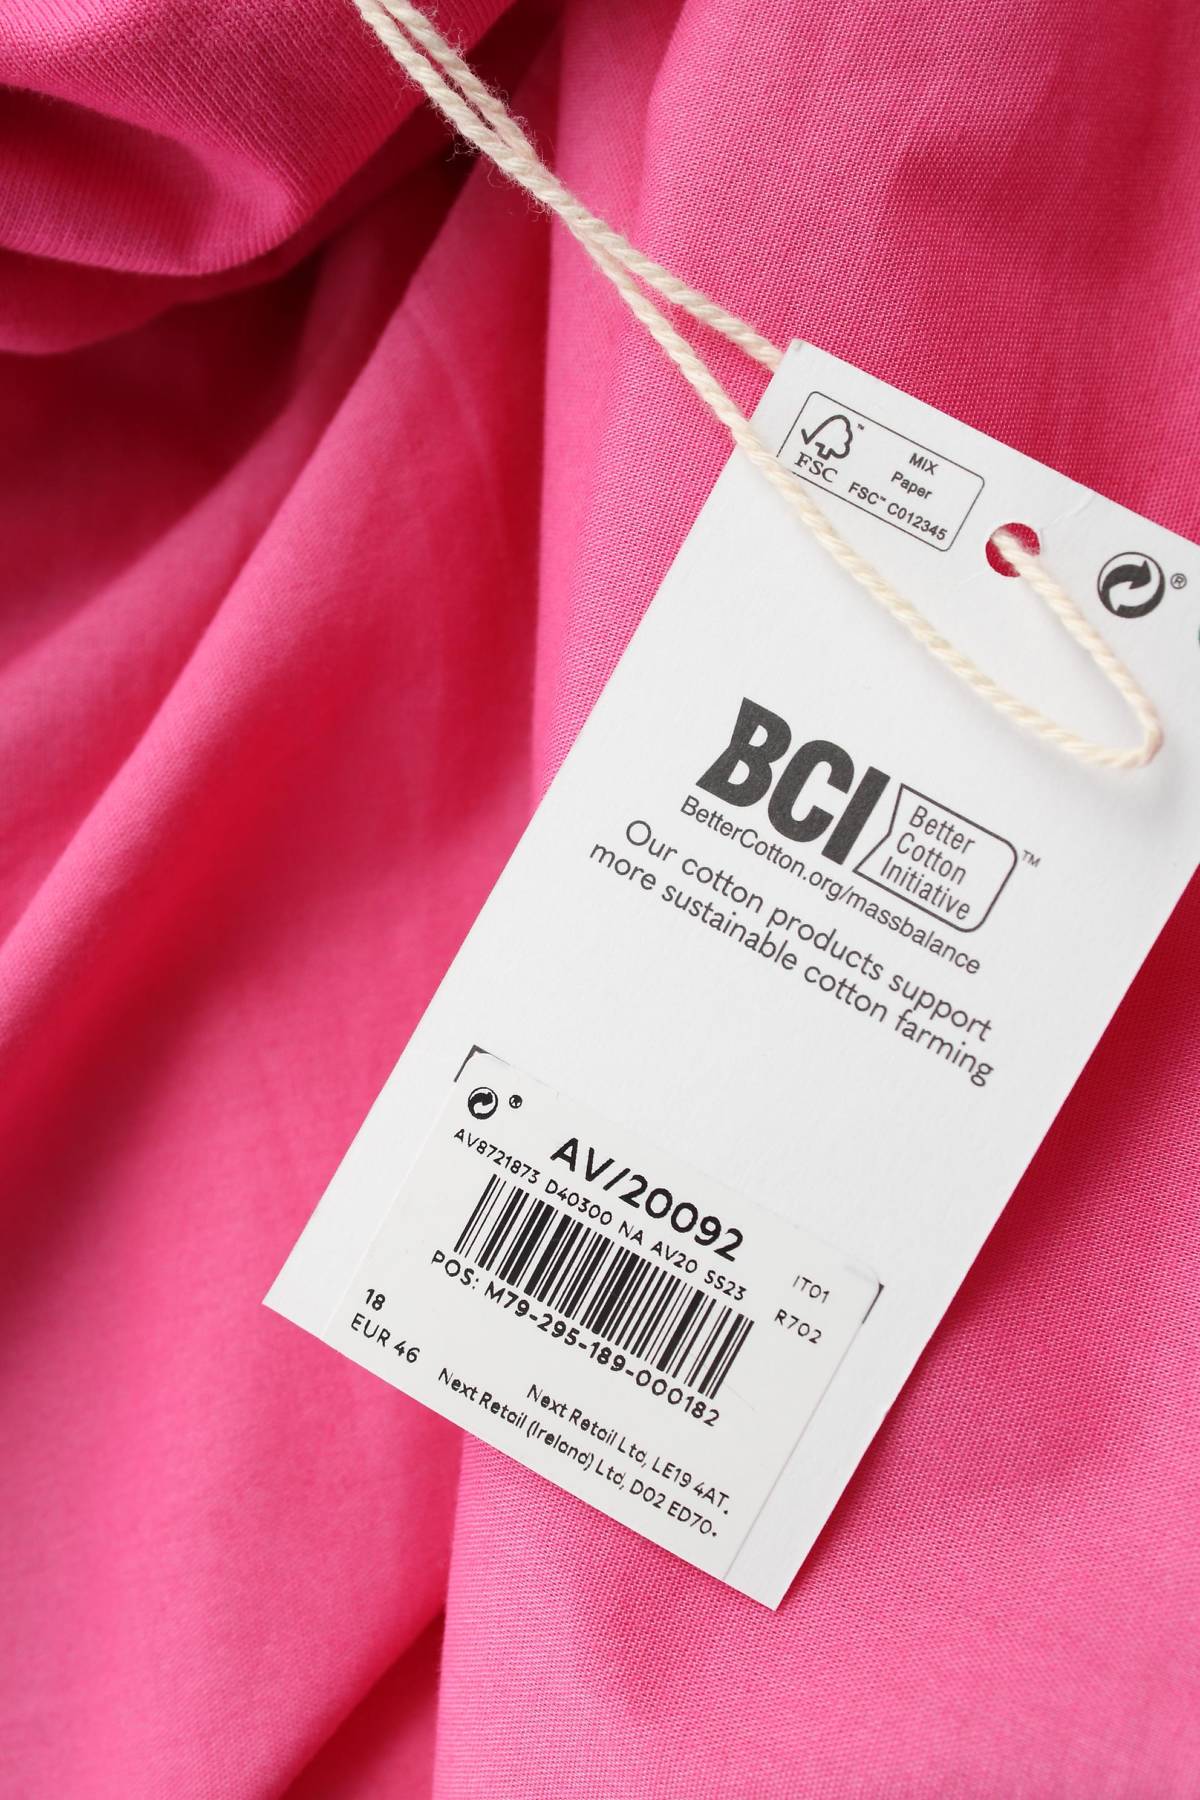 FSC™
MIX
Paper
FSC™ C012345
®
BCI
Better
Cotton
Initiative
™
BetterCotton.org/massbalance
Our cotton products support
more sustainable cotton farming
®
AV/20092
AV8721873 D40300 NA AV20 SS23
IT01
R702
POS: M79-295-189-000182
18
EUR 46
Next Retail Ltd, LE19 4AT.
Next Retail (Ireland) Ltd, D02 ED70.